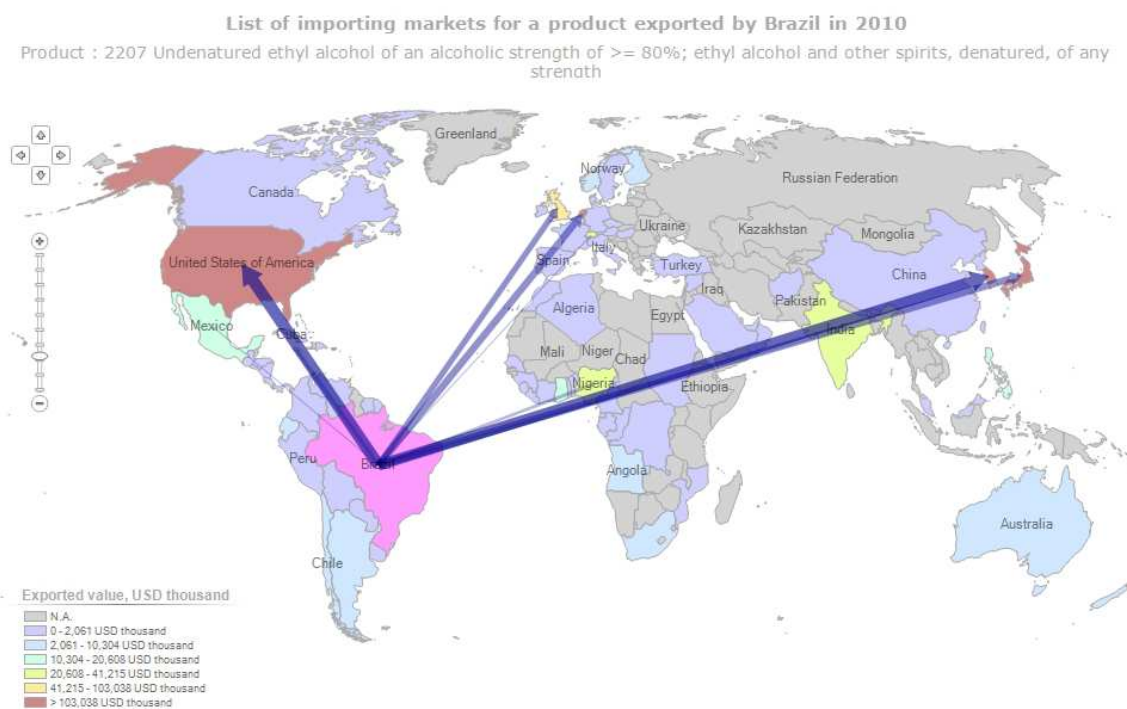 List of importing markets for a product exported by Brazil in 2010
Product : 2207 Undenatured ethyl alcohol of an alcoholic strength of >= 80%; ethyl alcohol and other spirits, denatured, of any
strength
Greenland
Norway
Russian Federation
Canada
Ukraine
Kazakhstan
Mongolia
Italy
Spain
United States of America
Turkey
China
Iraq
Pakistan
Algeria
Egypt
Mexico
Cuba
India
Mali
Niger
Chad
Nigeria
Ethiopia
Peru
Brazil
Angola
Australia
Chile
Exported value, USD thousand
N.A.
0 - 2,061 USD thousand
2,061 - 10,304 USD thousand
10,304 - 20,608 USD thousand
20,608 - 41,215 USD thousand
41,215 - 103,038 USD thousand
> 103,038 USD thousand